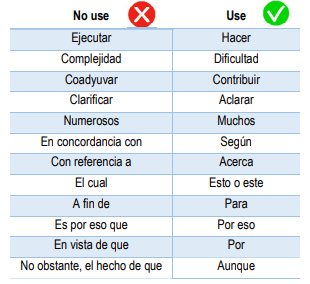 No use Use
Ejecutar Hacer
Complejidad Dificultad
Coadyuvar Contribuir
Clarificar Aclarar
Numerosos Muchos
En concordancia con Según
Con referencia a Acerca
El cual Esto o este
A fin de Para
Es por eso que Por eso
En vista de que Por
No obstante, el hecho de que Aunque